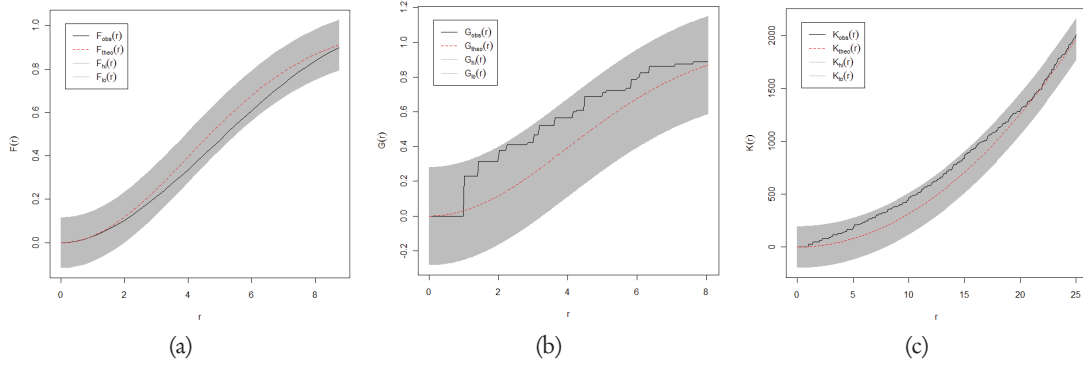 F_obs(r)
F_theo(r)
F_hi(r)
F_lo(r)
F(r)
0.0 0.2 0.4 0.6 0.8 1.0
0 2 4 6 8
r
(a)
G_obs(r)
G_theo(r)
G_hi(r)
G_lo(r)
G(r)
-0.2 0.0 0.2 0.4 0.6 0.8 1.0
0 2 4 6 8
r
(b)
K_obs(r)
K_theo(r)
K_hi(r)
K_lo(r)
K(r)
0 500 1000 1500 2000
0 5 10 15 20 25
r
(c)